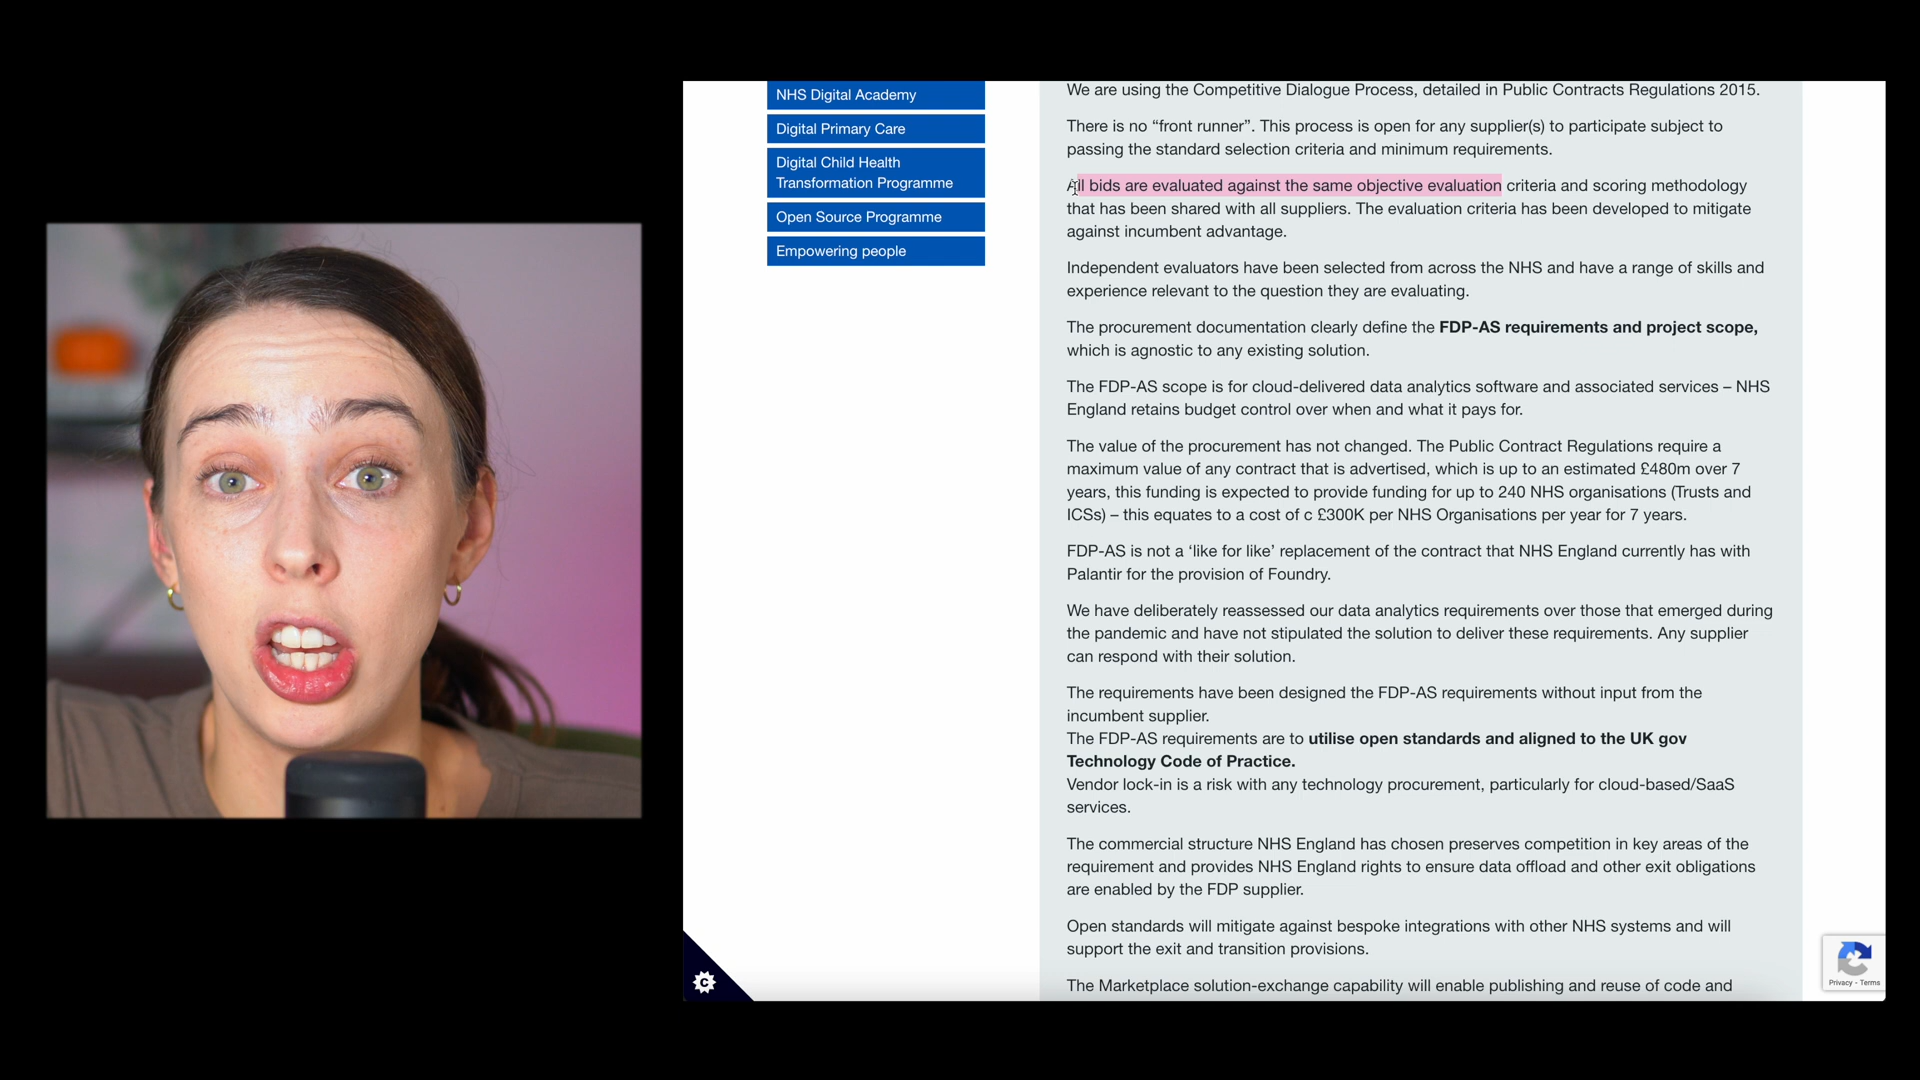 NHS Digital Academy
Digital Primary Care
Digital Child Health
Transformation Programme
Open Source Programme
Empowering people
We are using the Competitive Dialogue Process, detailed in Public Contracts Regulations 2015.
There is no “front runner”. This process is open for any supplier(s) to participate subject to
passing the standard selection criteria and minimum requirements.
All bids are evaluated against the same objective evaluation criteria and scoring methodology
that has been shared with all suppliers. The evaluation criteria has been developed to mitigate
against incumbent advantage.
Independent evaluators have been selected from across the NHS and have a range of skills and
experience relevant to the question they are evaluating.
The procurement documentation clearly define the FDP-AS requirements and project scope,
which is agnostic to any existing solution.
The FDP-AS scope is for cloud-delivered data analytics software and associated services – NHS
England retains budget control over when and what it pays for.
The value of the procurement has not changed. The Public Contract Regulations require a
maximum value of any contract that is advertised, which is up to an estimated £480m over 7
years, this funding is expected to provide funding for up to 240 NHS organisations (Trusts and
ICSs) – this equates to a cost of c £300K per NHS Organisations per year for 7 years.
FDP-AS is not a ‘like for like’ replacement of the contract that NHS England currently has with
Palantir for the provision of Foundry.
We have deliberately reassessed our data analytics requirements over those that emerged during
the pandemic and have not stipulated the solution to deliver these requirements. Any supplier
can respond with their solution.
The requirements have been designed the FDP-AS requirements without input from the
incumbent supplier.
The FDP-AS requirements are to utilise open standards and aligned to the UK gov
Technology Code of Practice.
Vendor lock-in is a risk with any technology procurement, particularly for cloud-based/SaaS
services.
The commercial structure NHS England has chosen preserves competition in key areas of the
requirement and provides NHS England rights to ensure data offload and other exit obligations
are enabled by the FDP supplier.
Open standards will mitigate against bespoke integrations with other NHS systems and will
support the exit and transition provisions.
The Marketplace solution-exchange capability will enable publishing and reuse of code and
C
Privacy - Terms